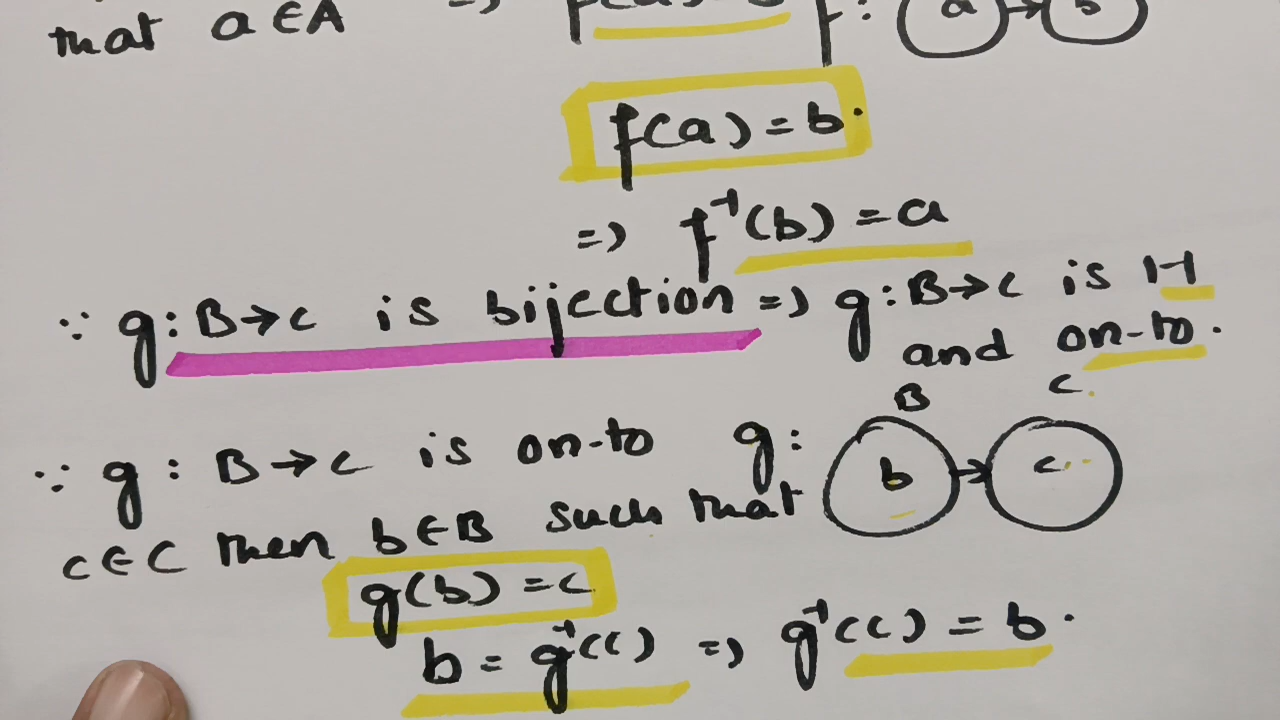 that a ∈ A => f(a) = b f: a → b
f(a) = b.
=> f⁻¹(b) = a
∵ g: B → C is bijection => g: B → C is 1-1
and on-to.
B C
∵ g : B → C is on-to g: b → c
c ∈ C then b ∈ B such that
g(b) = c
b = g⁻¹(c) => g⁻¹(c) = b.